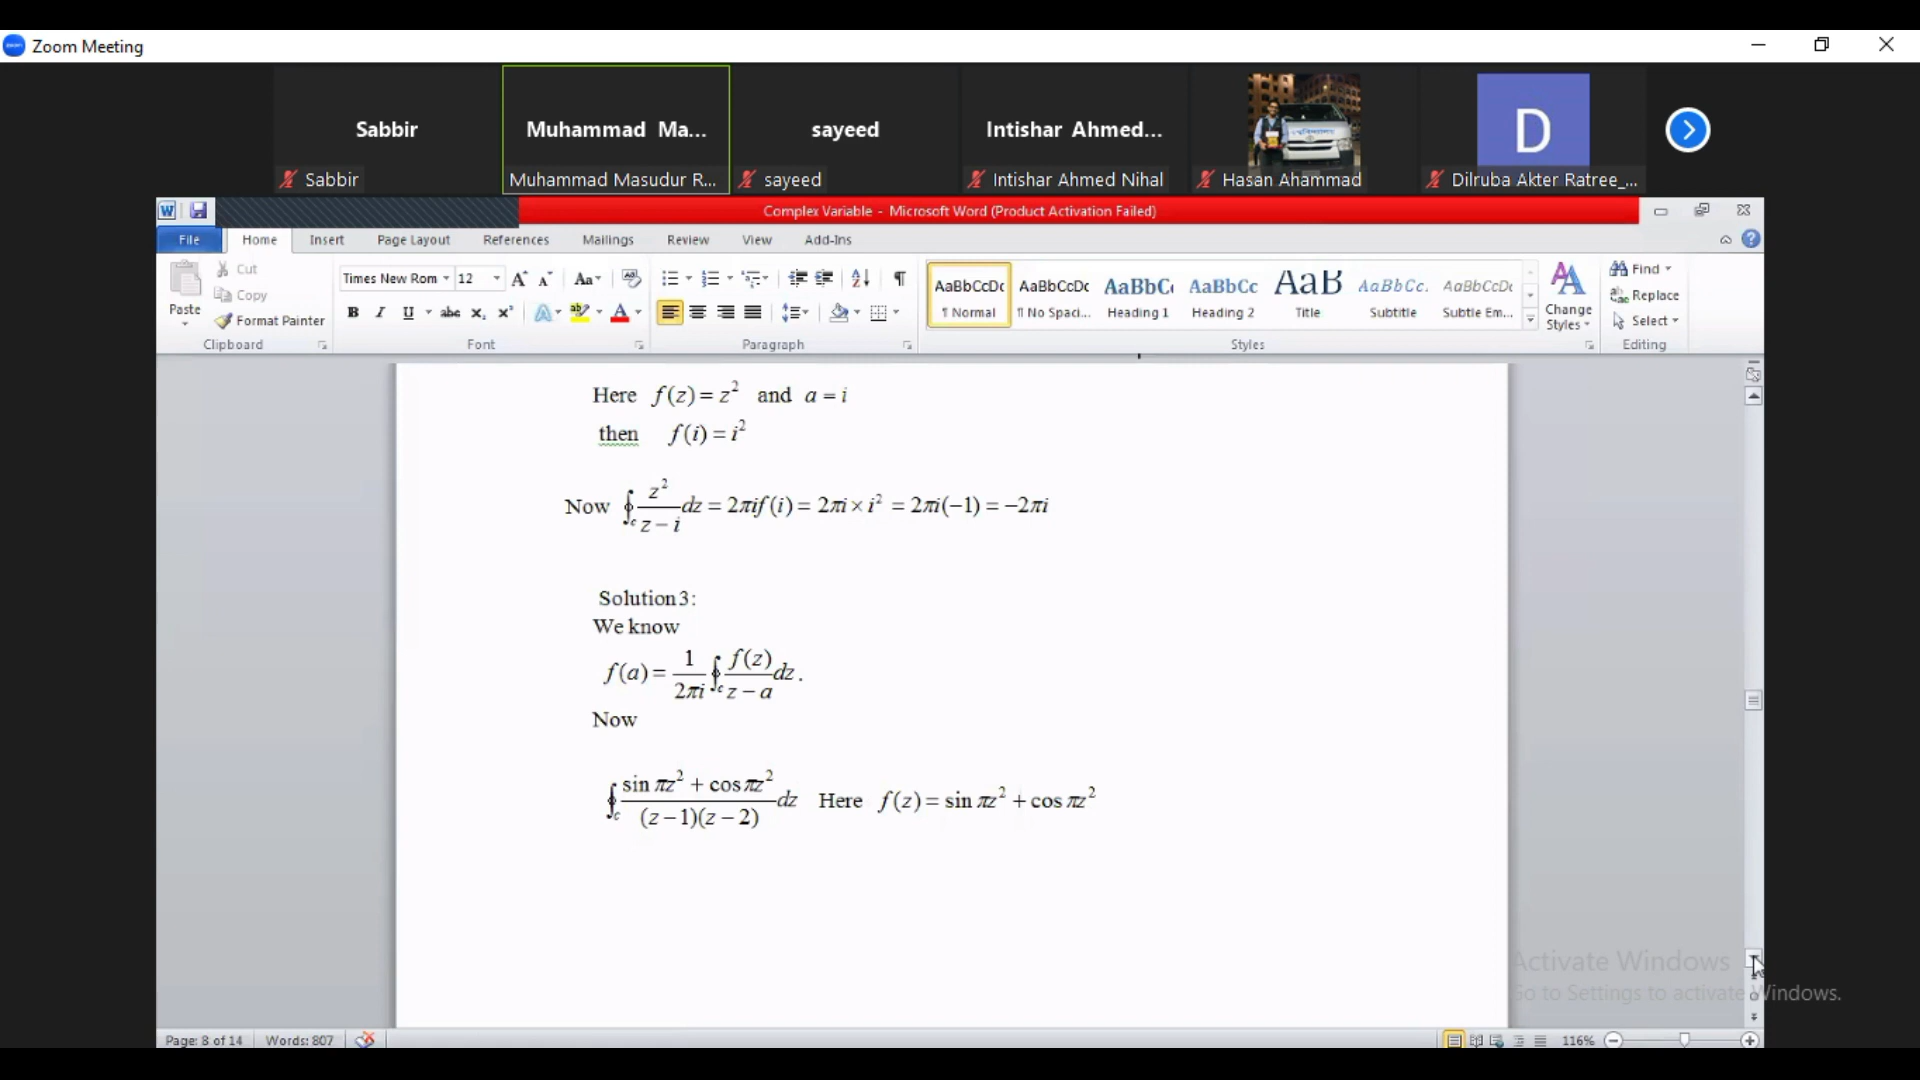 Zoom Meeting
Sabbir
Muhammad Ma...
sayeed
Intishar Ahmed...
D
Sabbir
Muhammad Masudur R...
sayeed
Intishar Ahmed Nihal
Hasan Ahammad
Dilruba Akter Ratree_...
Complex Variable - Microsoft Word (Product Activation Failed)
File Home Insert Page Layout References Mailings Review View Add-Ins
Paste
Cut
Copy
Format Painter
Clipboard
Times New Rom 12
Font
Paragraph
AaBbCcDc AaBbCcDc AaBbC AaBbCc AaB AaBbCc. AaBbCcDc
¶ Normal ¶ No Spaci... Heading 1 Heading 2 Title Subtitle Subtle Em...
Styles
Change Styles
Find
Replace
Select
Editing
Here f(z) = z² and a = i
then f(i) = i²
Now ∮c z²/(z − i) dz = 2πif(i) = 2πi × i² = 2πi(−1) = −2πi
Solution3:
We know
f(a) = 1/2πi ∮c f(z)/(z − a) dz.
Now
∮c (sin πz² + cos πz²)/((z−1)(z−2)) dz Here f(z) = sin πz² + cos πz²
Activate Windows
Go to Settings to activate Windows.
Page: 8 of 14 Words: 807 116%